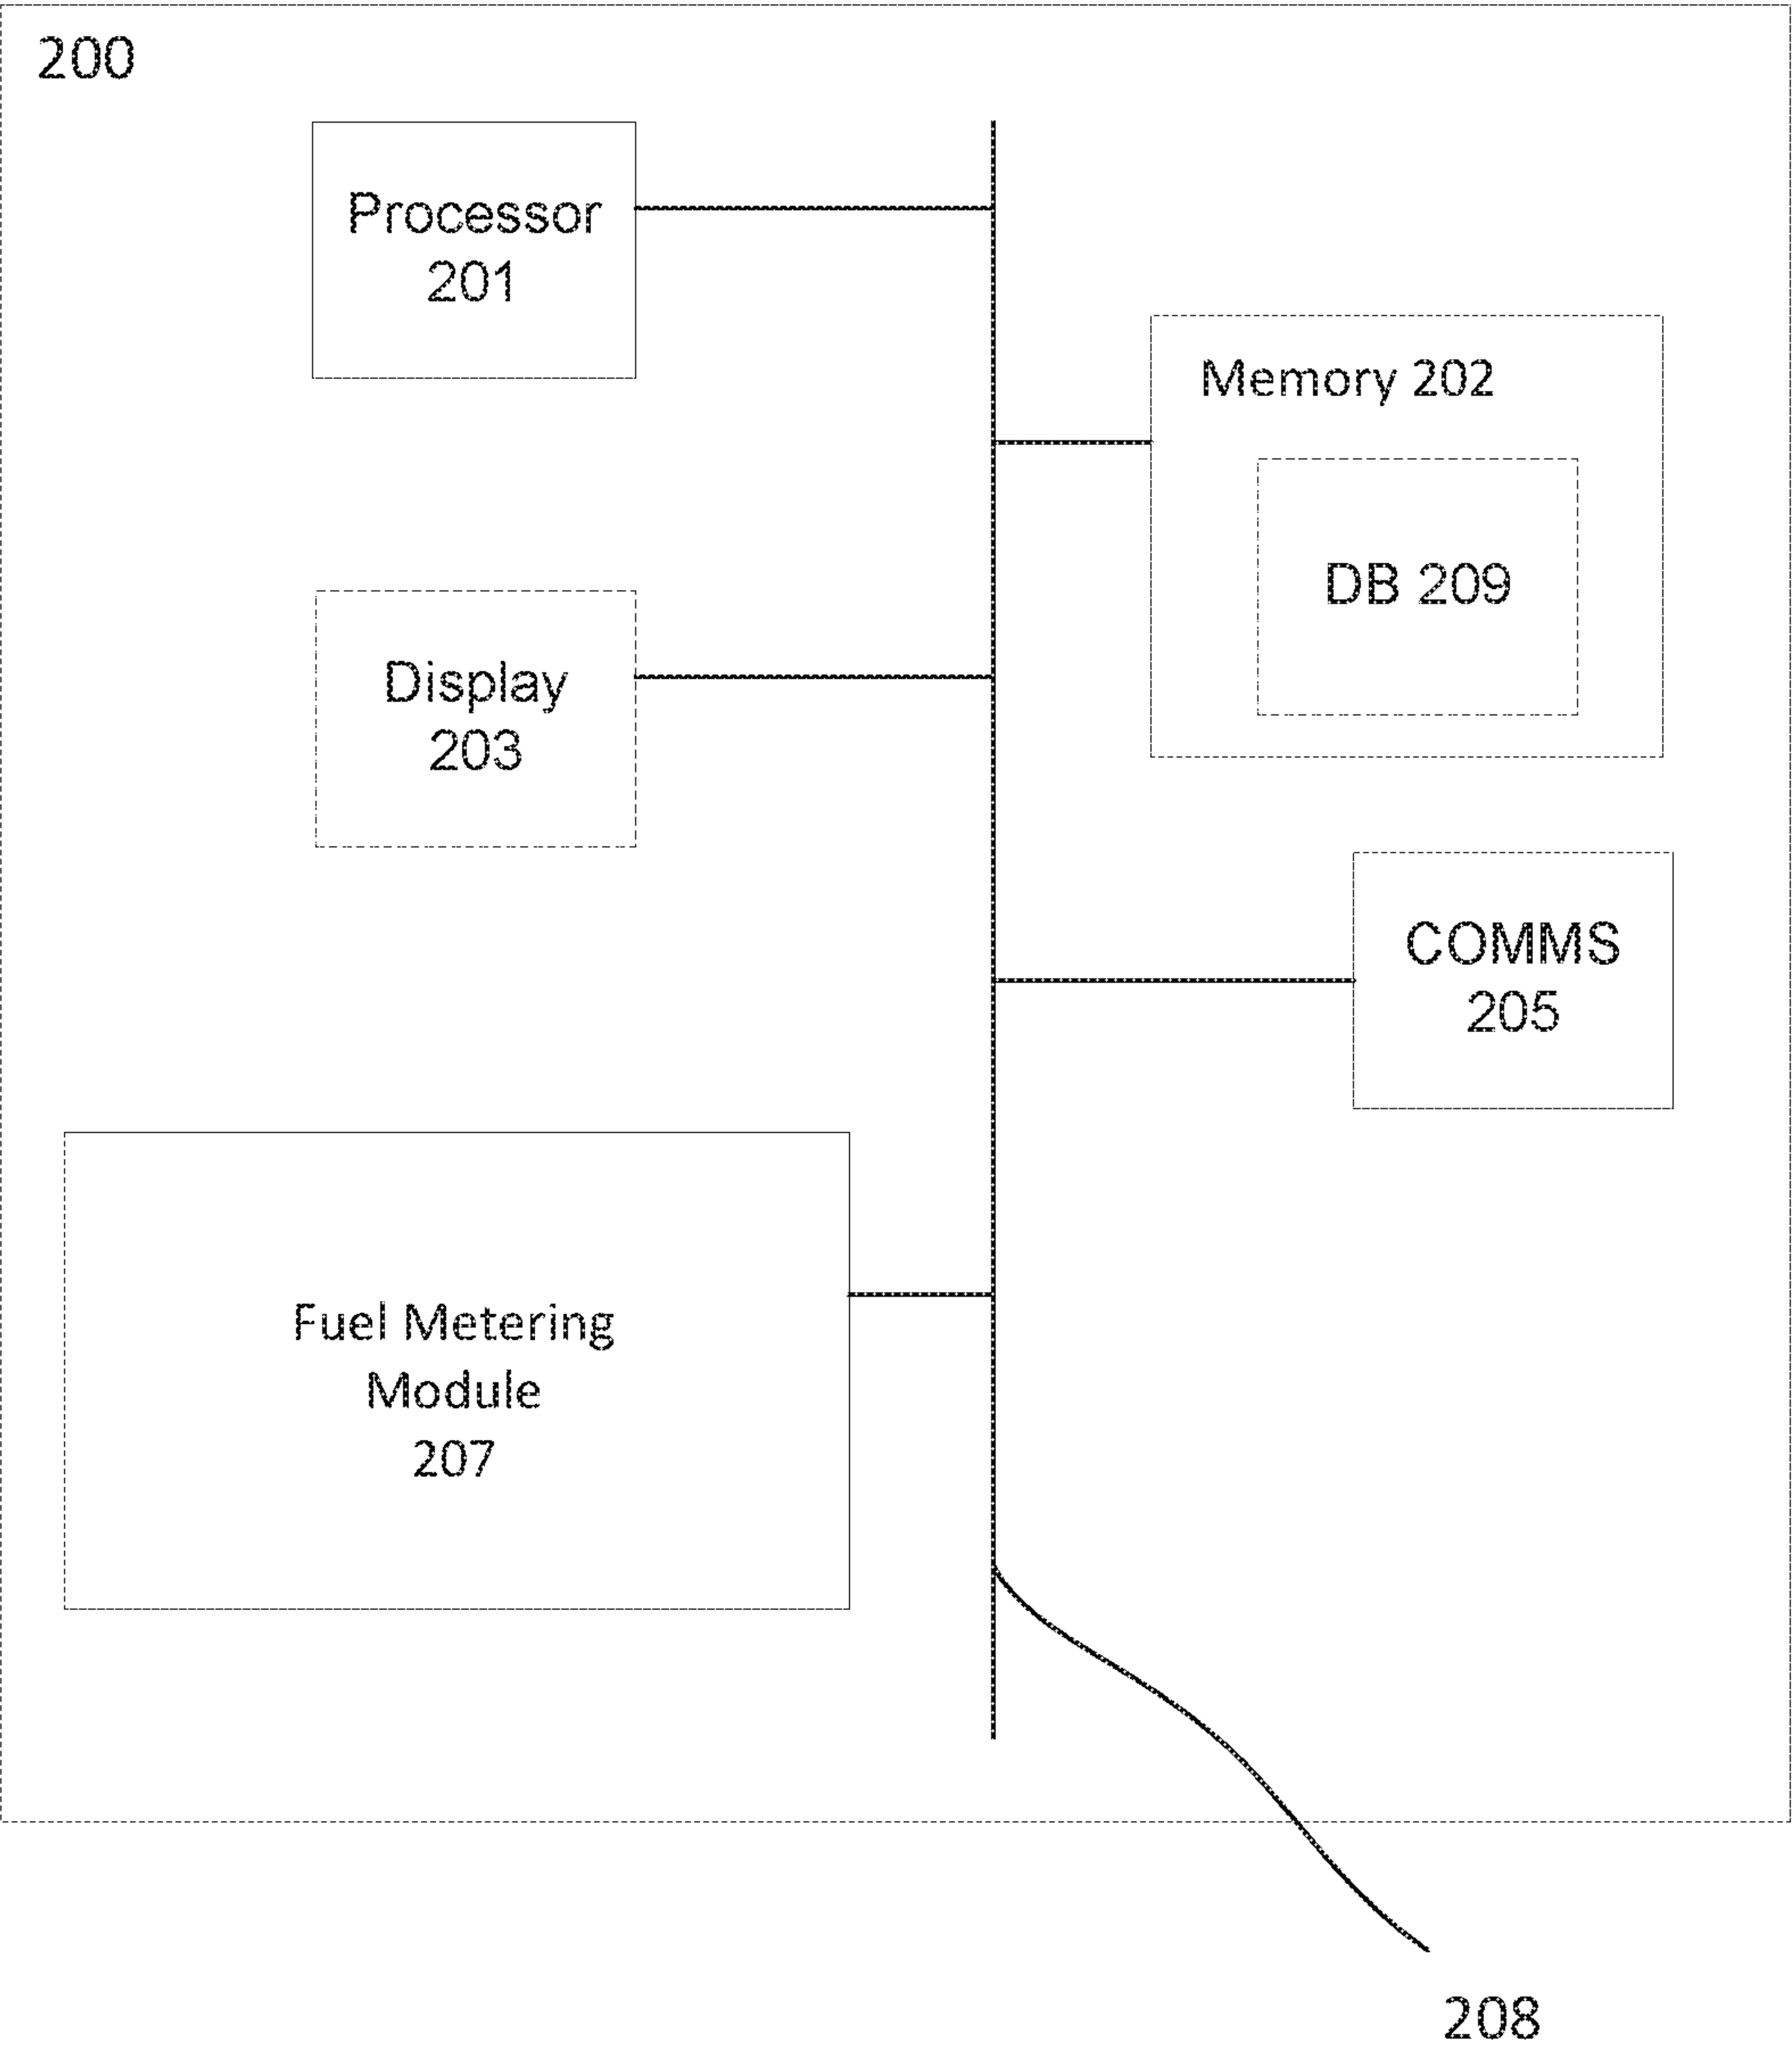 200
Processor
201
Memory 202
DB 209
Display
203
COMMS
205
Fuel Metering
Module
207
208